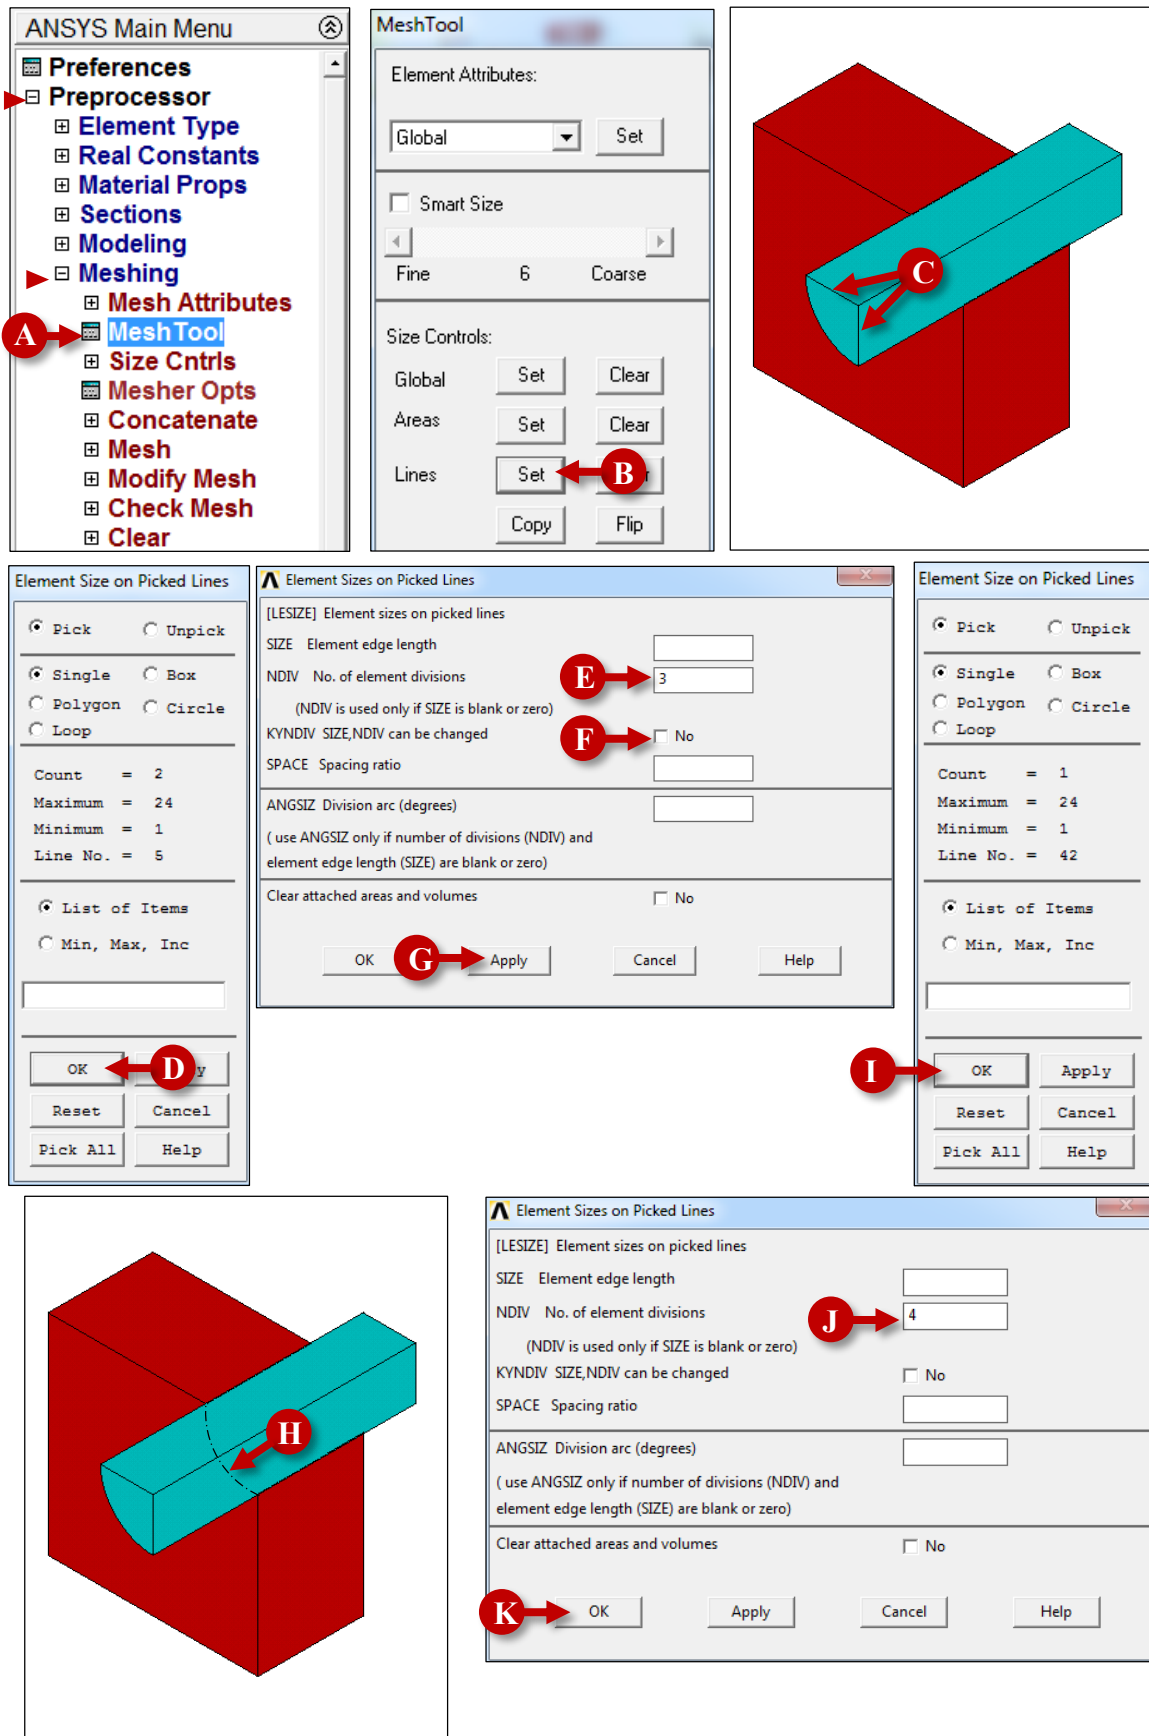 ANSYS Main Menu
Preferences
Preprocessor
Element Type
Real Constants
Material Props
Sections
Modeling
Meshing
Mesh Attributes
A MeshTool
Size Cntrls
Mesher Opts
Concatenate
Mesh
Modify Mesh
Check Mesh
Clear
MeshTool
Element Attributes:
Global Set
Smart Size
Fine 6 Coarse
Size Controls:
Global Set Clear
Areas Set Clear
Lines Set B
Copy Flip
C
Element Size on Picked Lines
Pick Unpick
Single Box
Polygon Circle
Loop
Count = 2
Maximum = 24
Minimum = 1
Line No. = 5
List of Items
Min, Max, Inc
OK D
Reset Cancel
Pick All Help
Element Sizes on Picked Lines
[LESIZE] Element sizes on picked lines
SIZE Element edge length
NDIV No. of element divisions E 3
(NDIV is used only if SIZE is blank or zero)
KYNDIV SIZE,NDIV can be changed F No
SPACE Spacing ratio
ANGSIZ Division arc (degrees)
( use ANGSIZ only if number of divisions (NDIV) and
element edge length (SIZE) are blank or zero)
Clear attached areas and volumes No
OK G Apply Cancel Help
Element Size on Picked Lines
Pick Unpick
Single Box
Polygon Circle
Loop
Count = 1
Maximum = 24
Minimum = 1
Line No. = 42
List of Items
Min, Max, Inc
I OK Apply
Reset Cancel
Pick All Help
H
Element Sizes on Picked Lines
[LESIZE] Element sizes on picked lines
SIZE Element edge length
NDIV No. of element divisions J 4
(NDIV is used only if SIZE is blank or zero)
KYNDIV SIZE,NDIV can be changed No
SPACE Spacing ratio
ANGSIZ Division arc (degrees)
( use ANGSIZ only if number of divisions (NDIV) and
element edge length (SIZE) are blank or zero)
Clear attached areas and volumes No
K OK Apply Cancel Help